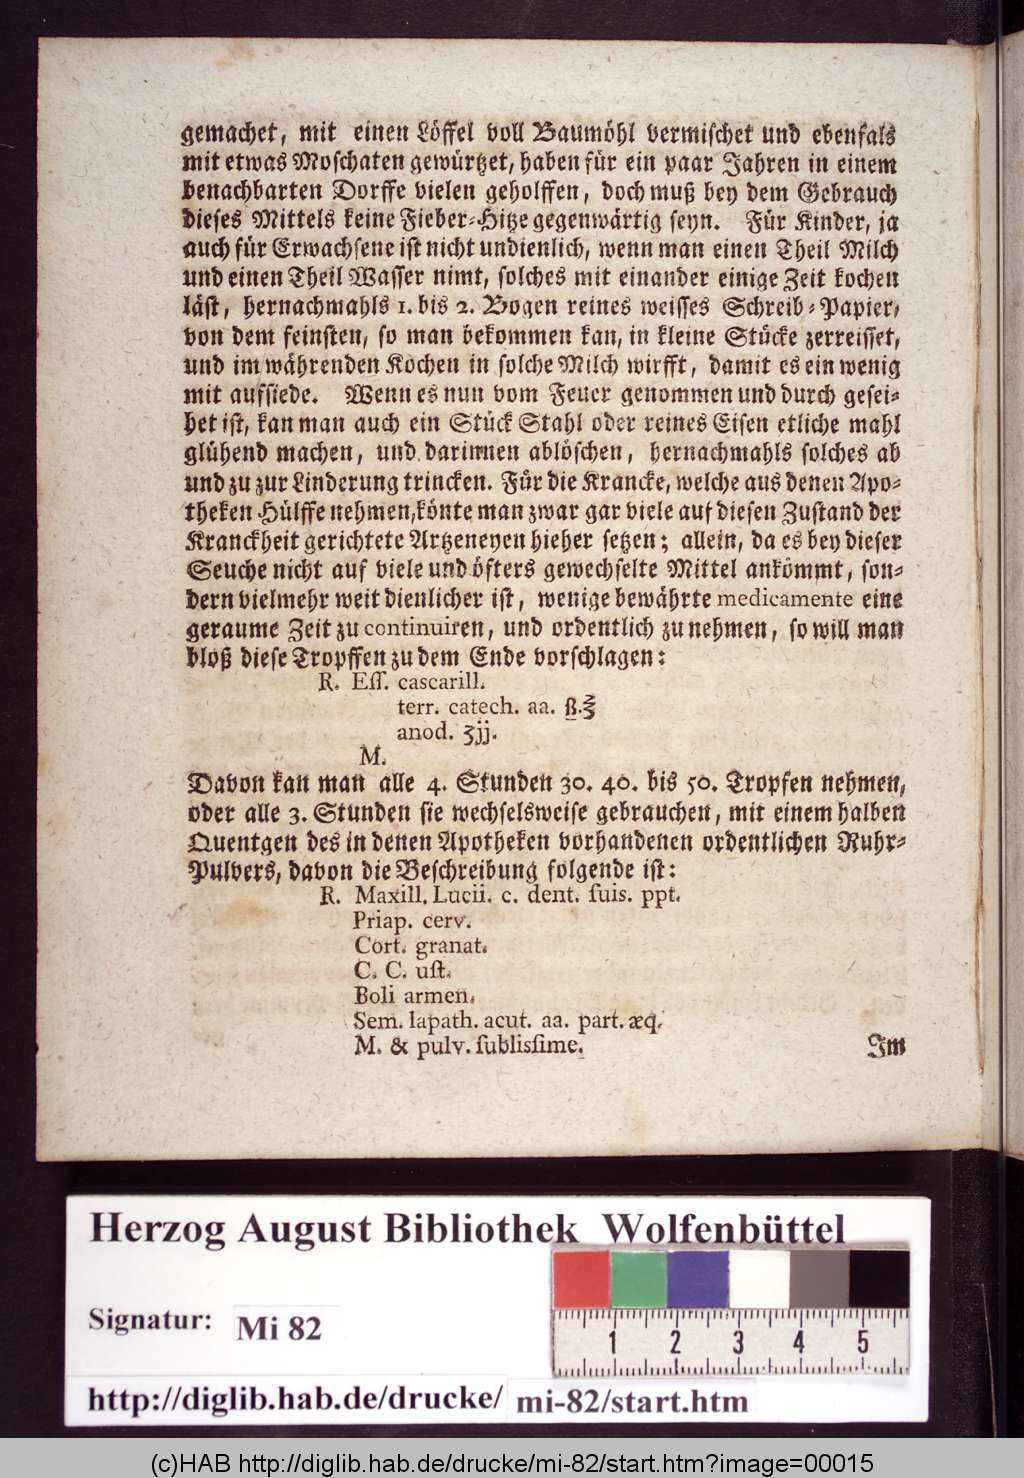 gemachet, mit einen Löffel voll Baumöhl vermischet und ebenfals
mit etwas Moschaten gewürtzet, haben für ein paar Jahren in einem
benachbarten Dorffe vielen geholffen, doch muß bey dem Gebrauch
dieses Mittels keine Fieber-Hitze gegenwärtig seyn. Für Kinder, ja
auch für Erwachsene ist nicht undienlich, wenn man einen Theil Milch
und einen Theil Wasser nimt, solches mit einander einige Zeit kochen
läst, hernachmahls 1. bis 2. Bogen reines weisses Schreib-Papier,
von dem feinsten, so man bekommen kan, in kleine Stücke zerreisset,
und im währenden Kochen in solche Milch wirfft, damit es ein wenig
mit aufsiede. Wenn es nun vom Feuer genommen und durch gesei-
het ist, kan man auch ein Stück Stahl oder reines Eisen etliche mahl
glühend machen, und darinnen ablöschen, hernachmahls solches ab
und zu zur Linderung trincken. Für die Krancke, welche aus denen Apo-
theken Hülffe nehmen, könte man zwar gar viele auf diesen Zustand der
Kranckheit gerichtete Artzeneyen hieher setzen; allein, da es bey dieser
Seuche nicht auf viele und öfters gewechselte Mittel ankömmt, son-
dern vielmehr weit dienlicher ist, wenige bewährte medicamente eine
geraume Zeit zu continuiren, und ordentlich zu nehmen, so will man
bloß diese Tropffen zu dem Ende vorschlagen:
R. Eſſ. cascarill.
terr. catech. aa. ß.℥
anod. ʒjj.
M.
Davon kan man alle 4. Stunden 30. 40. bis 50. Tropfen nehmen,
oder alle 3. Stunden sie wechselsweise gebrauchen, mit einem halben
Quentgen des in denen Apotheken vorhandenen ordentlichen Ruhr-
Pulvers, davon die Beschreibung folgende ist:
R. Maxill. Lucii. c. dent. ſuis. ppt.
Priap. cerv.
Cort. granat.
C. C. uſt.
Boli armen.
Sem. lapath. acut. aa. part. æq.
M. & pulv. ſublisſime.
Im
Herzog August Bibliothek Wolfenbüttel
Signatur: Mi 82
1 2 3 4 5
http://diglib.hab.de/drucke/ mi-82/start.htm
(c)HAB http://diglib.hab.de/drucke/mi-82/start.htm?image=00015